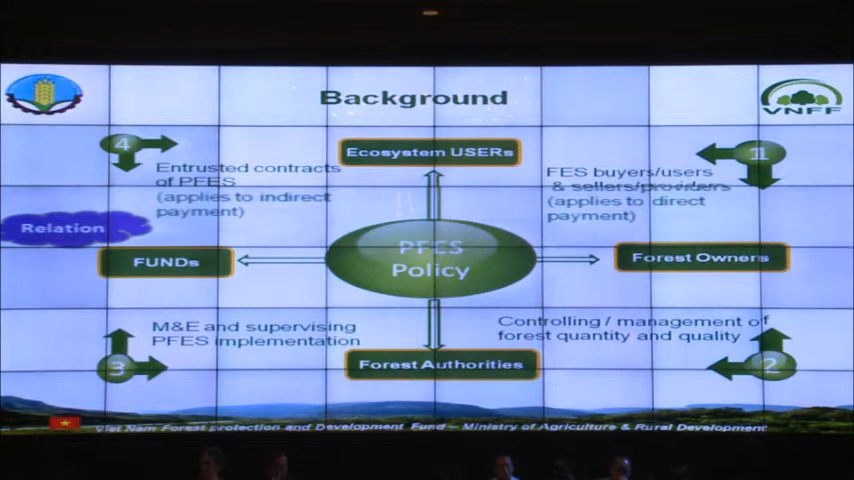 Background
VNFF
4
Ecosystem USERs
1
Entrusted contracts
of PFES
(applies to indirect
payment)
FES buyers/users
& sellers/providers
(applies to direct
payment)
Relation
PFES
Policy
FUNDs
Forest Owners
M&E and supervising
PFES implementation
Controlling / management of
forest quantity and quality
3
Forest Authorities
2
Viet Nam Forest Protection and Development Fund – Ministry of Agriculture & Rural Development